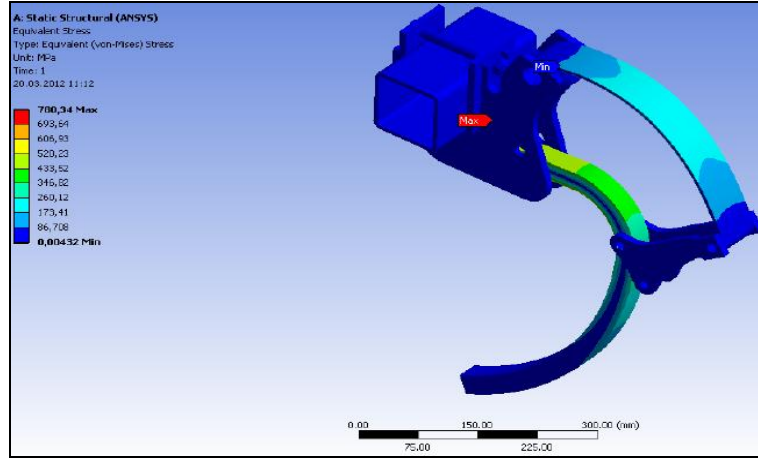 A: Static Structural (ANSYS)
Equivalent Stress
Type: Equivalent (von-Mises) Stress
Unit: MPa
Time: 1
20.03.2012 11:12
780,34 Max
693,64
606,93
520,23
433,52
346,82
260,12
173,41
86,708
0,00432 Min
Min
Max
0.00 150.00 300.00 (mm)
75.00 225.00